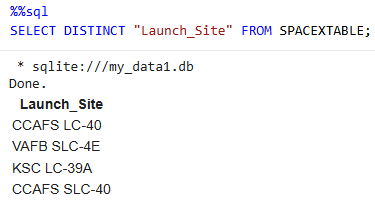 %%sql
SELECT DISTINCT "Launch_Site" FROM SPACEXTABLE;
* sqlite:///my_data1.db
Done.
Launch_Site
CCAFS LC-40
VAFB SLC-4E
KSC LC-39A
CCAFS SLC-40